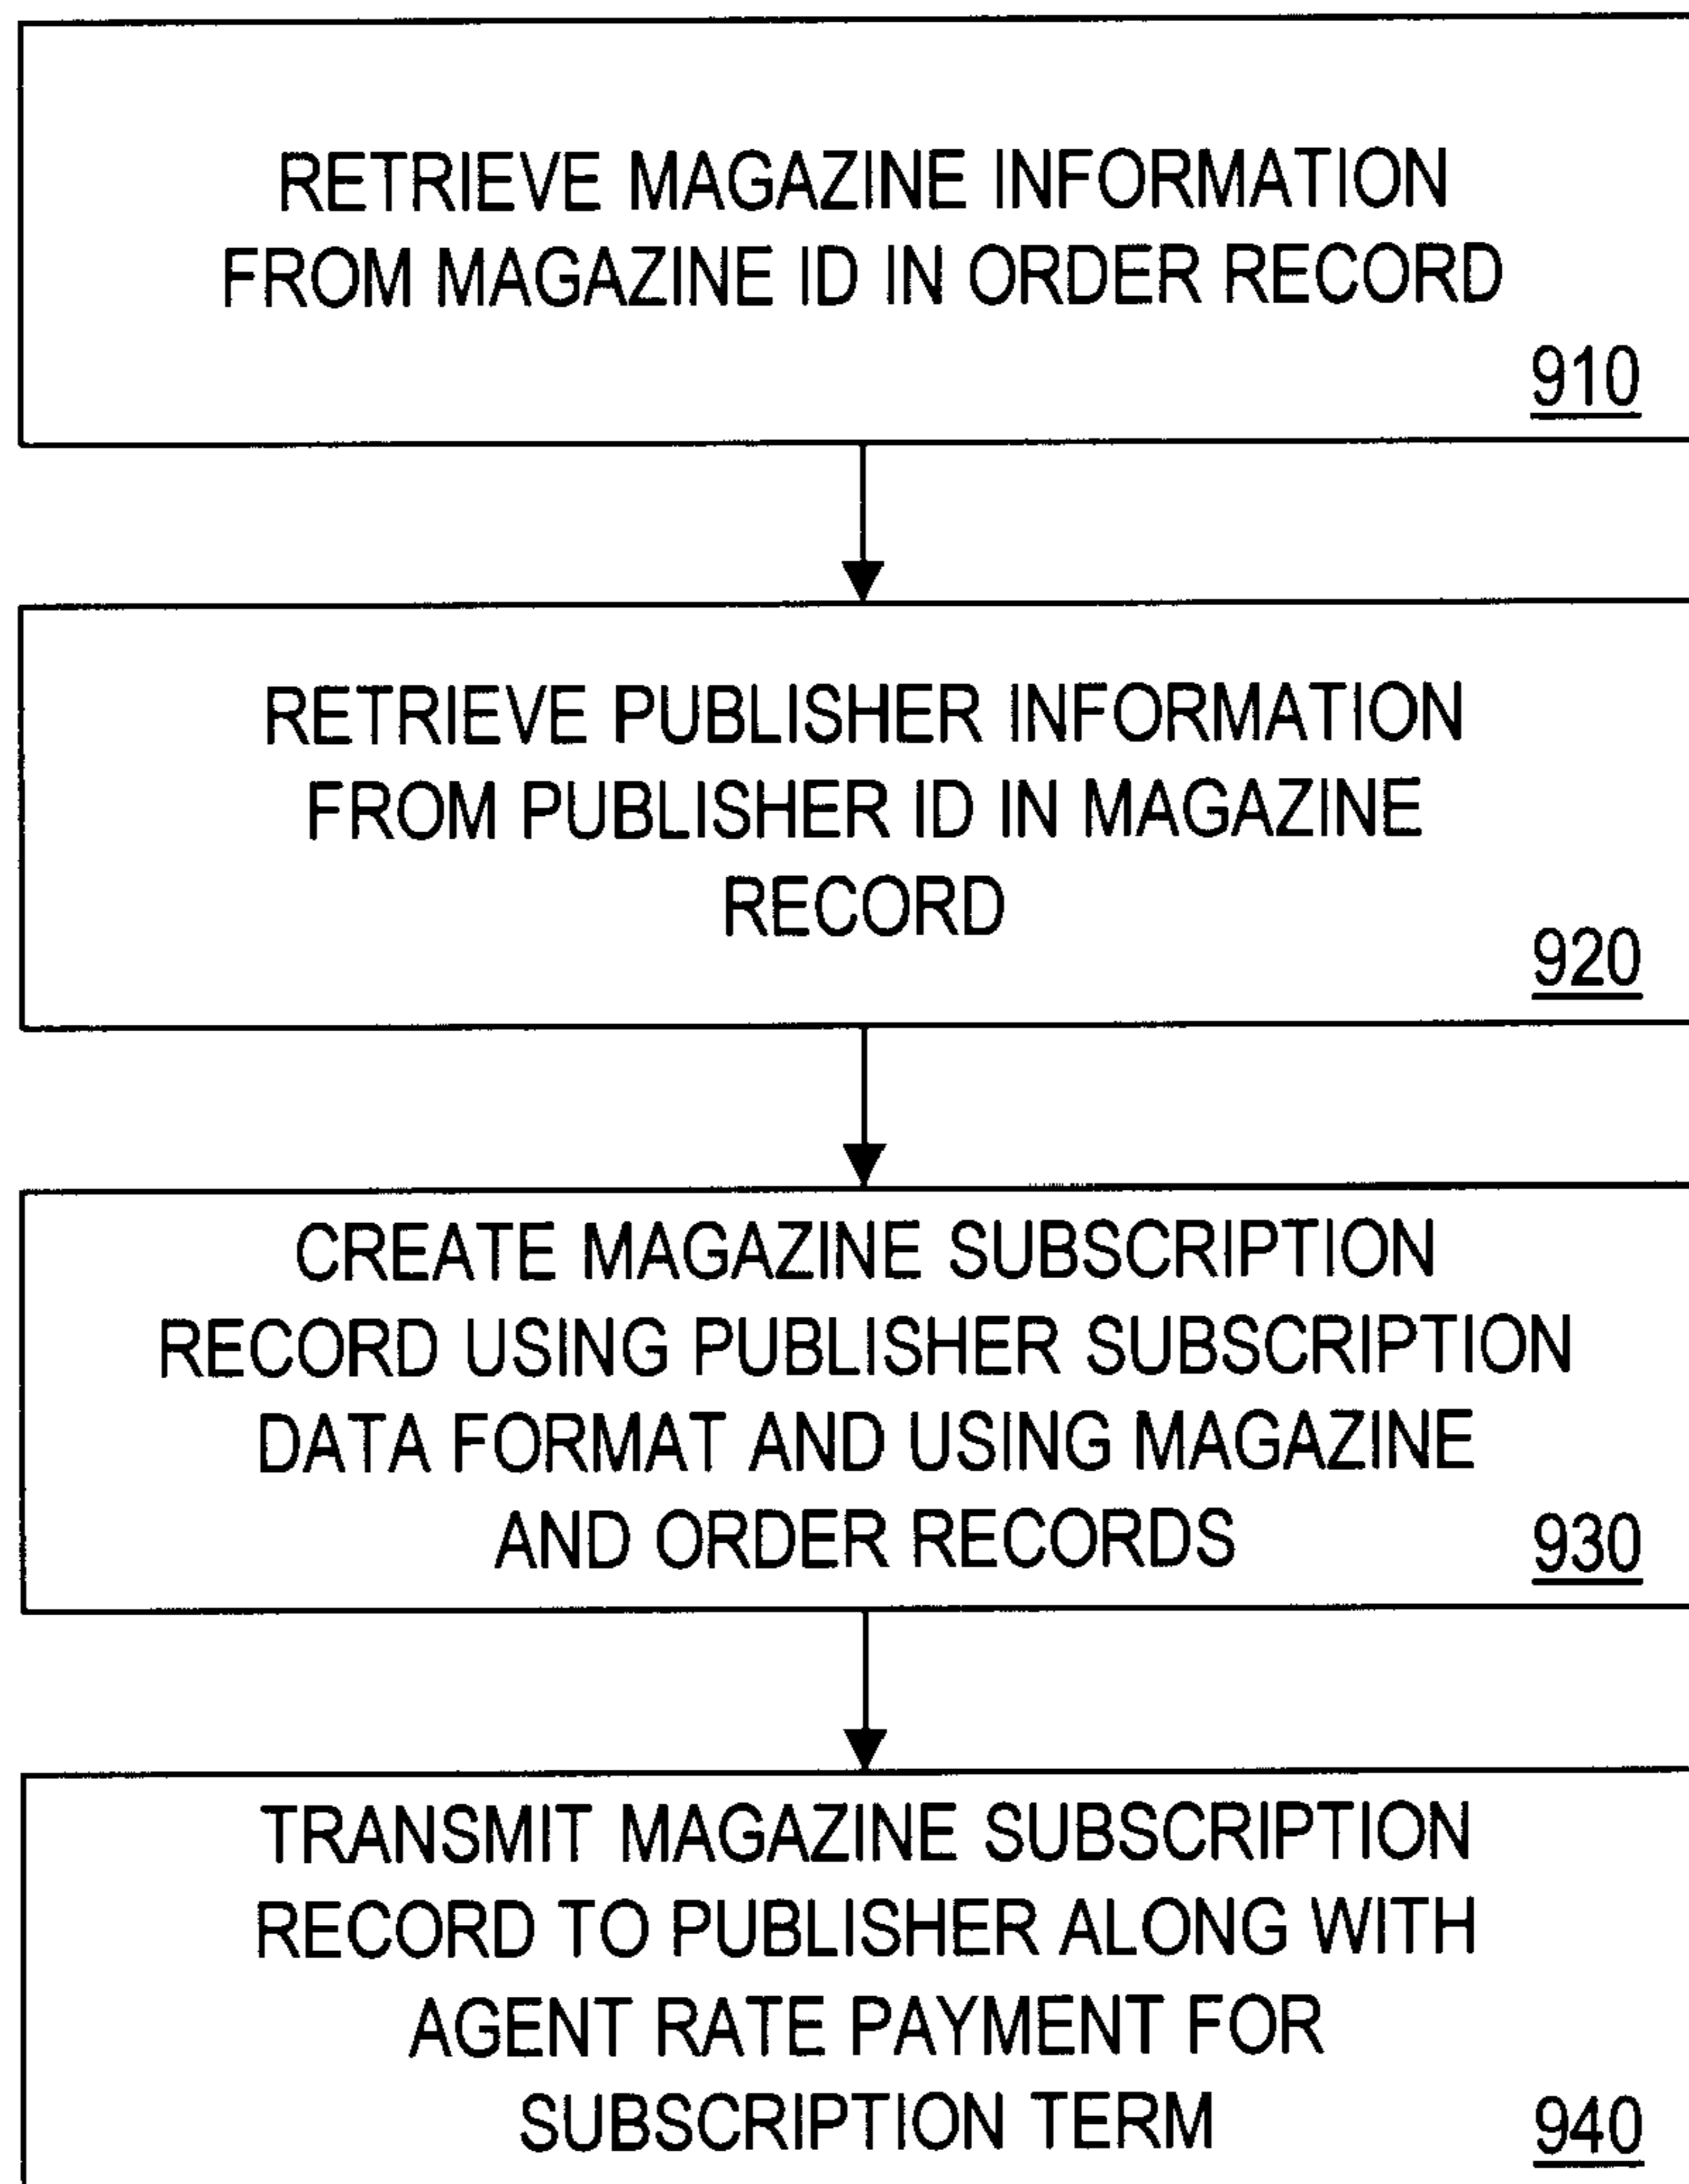 RETRIEVE MAGAZINE INFORMATION
FROM MAGAZINE ID IN ORDER RECORD
910
RETRIEVE PUBLISHER INFORMATION
FROM PUBLISHER ID IN MAGAZINE
RECORD
920
CREATE MAGAZINE SUBSCRIPTION
RECORD USING PUBLISHER SUBSCRIPTION
DATA FORMAT AND USING MAGAZINE
AND ORDER RECORDS
930
TRANSMIT MAGAZINE SUBSCRIPTION
RECORD TO PUBLISHER ALONG WITH
AGENT RATE PAYMENT FOR
SUBSCRIPTION TERM
940